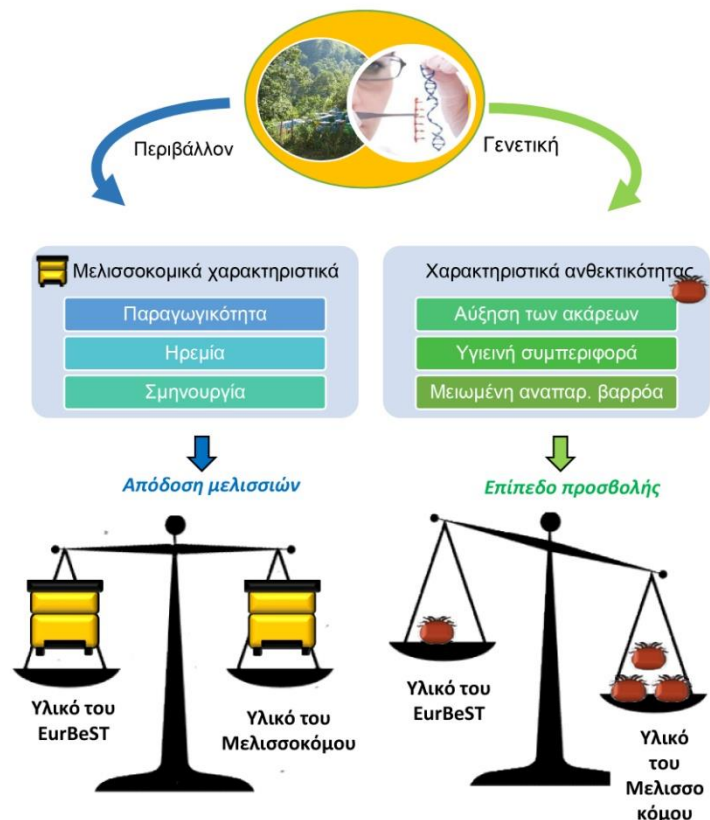 Περιβάλλον
Γενετική
Μελισσοκομικά χαρακτηριστικά
Παραγωγικότητα
Ηρεμία
Σμηνουργία
Χαρακτηριστικά ανθεκτικότητας
Αύξηση των ακάρεων
Υγιεινή συμπεριφορά
Μειωμένη αναπαρ. βαρρόα
Απόδοση μελισσιών
Επίπεδο προσβολής
Υλικό του
EurBeST
Υλικό του
Μελισσοκόμου
Υλικό του
EurBeST
Υλικό
του
Μελισσο
κόμου